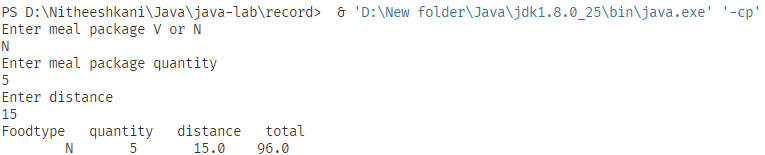 PS D:\Nitheeshkani\Java\java-lab\record>  & 'D:\New folder\Java\jdk1.8.0_25\bin\java.exe' '-cp'
Enter meal package V or N
N
Enter meal package quantity
5
Enter distance
15
Foodtype   quantity   distance   total
        N       5       15.0    96.0